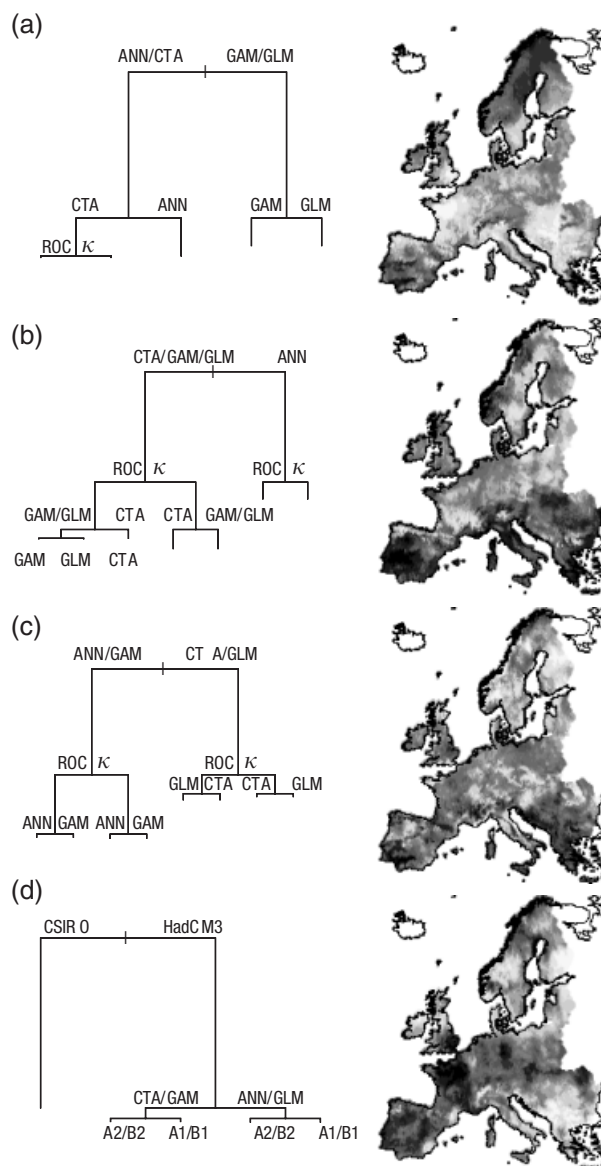 (a)
ANN/CTA GAM/GLM
CTA ANN GAM GLM
ROC κ
(b)
CTA/GAM/GLM ANN
ROC κ ROC κ
GAM/GLM CTA CTA GAM/GLM
GAM GLM CTA
(c)
ANN/GAM CT A/GLM
ROC κ ROC κ
GLM CTA CTA GLM
ANN GAM ANN GAM
(d)
CSIR O HadC M3
CTA/GAM ANN/GLM
A2/B2 A1/B1 A2/B2 A1/B1